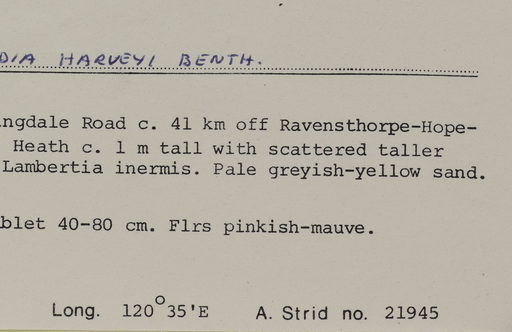 DIA HARVEYI BENTH.
ngdale Road c. 41 km off Ravensthorpe-Hope-
Heath c. 1 m tall with scattered taller
Lambertia inermis. Pale greyish-yellow sand.
blet 40-80 cm. Flrs pinkish-mauve.
Long. 120°35'E A. Strid no. 21945